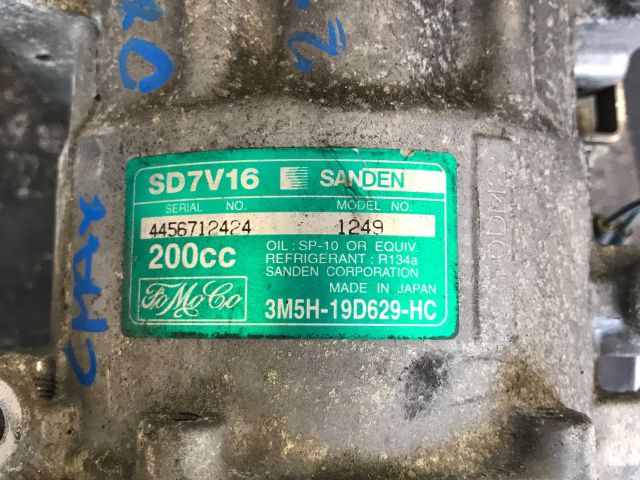 SD7V16 SANDEN
SERIAL NO. MODEL NO.
4456712424 1249
200cc OIL : SP-10 OR EQUIV.
REFRIGERANT : R134a
SANDEN CORPORATION
MADE IN JAPAN
FoMoCo 3M5H-19D629-HC
CMAX